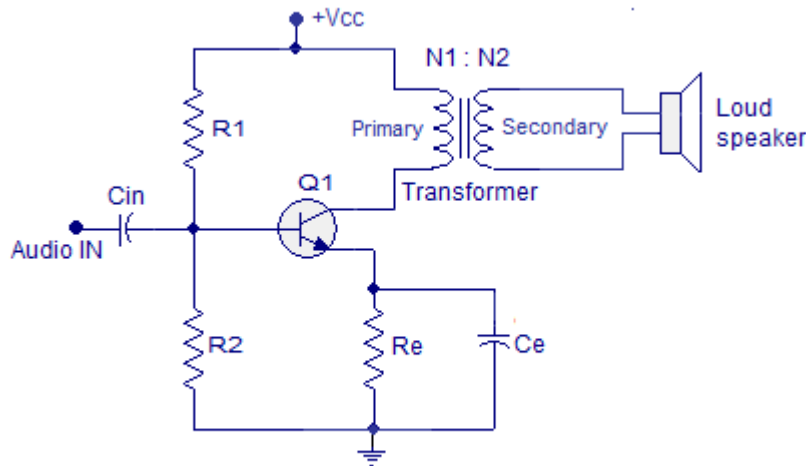 +Vcc
N1 : N2
R1
Primary
Secondary
Loud
speaker
Cin
Q1
Transformer
Audio IN
R2
Re
Ce